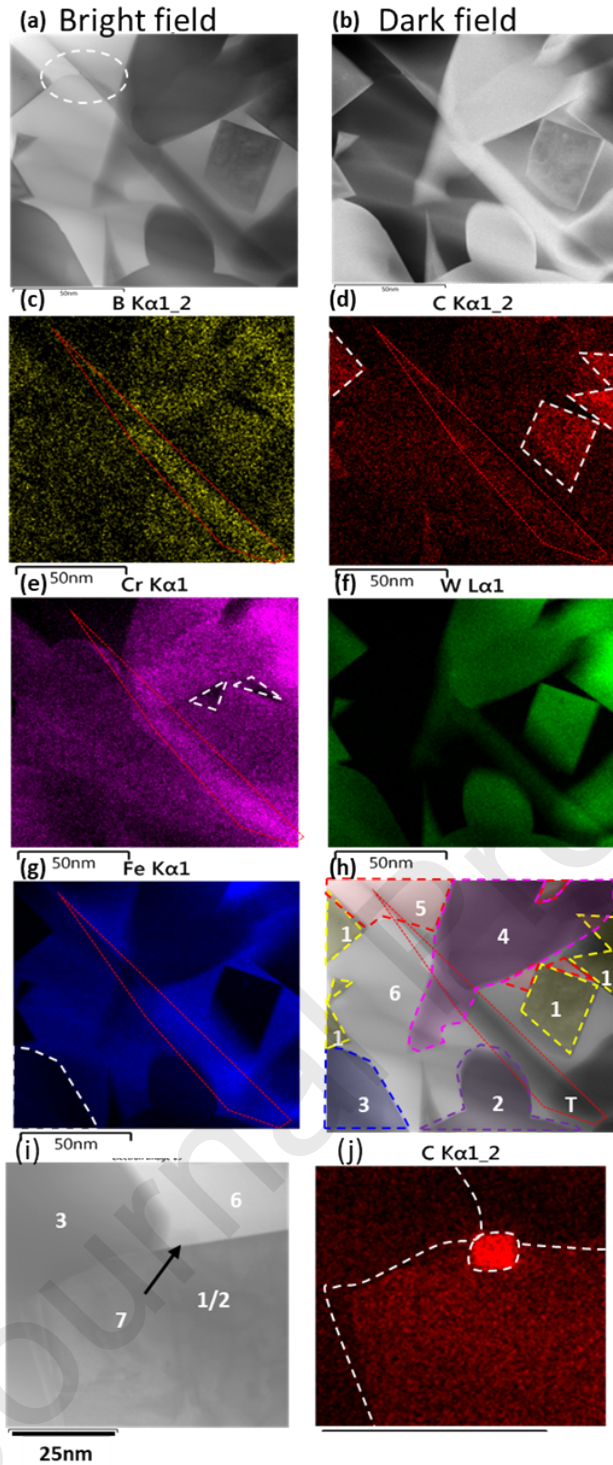 (a) Bright field
(b) Dark field
50nm
50nm
(c) B Kα1_2
(d) C Kα1_2
50nm
50nm
(e) Cr Kα1
(f) W Lα1
50nm
50nm
(g) Fe Kα1
(h)
5
4
1
1
1
6
1
3
2
T
50nm
(i)
(j) C Kα1_2
3
6
1/2
7
25nm